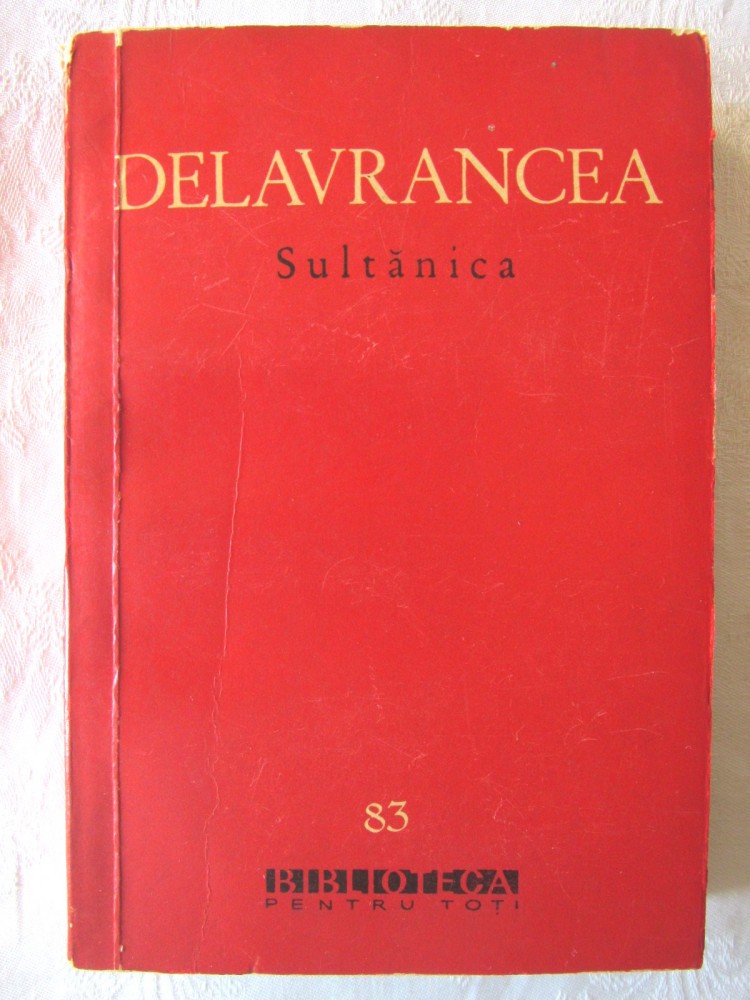 DELAVRANCEA
Sultănica
83
BIBLIOTECA
PENTRU TOȚI